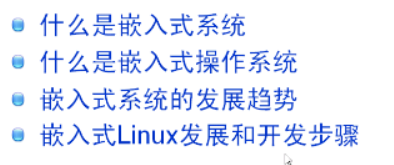 什么是嵌入式系统
什么是嵌入式操作系统
嵌入式系统的发展趋势
嵌入式Linux发展和开发步骤